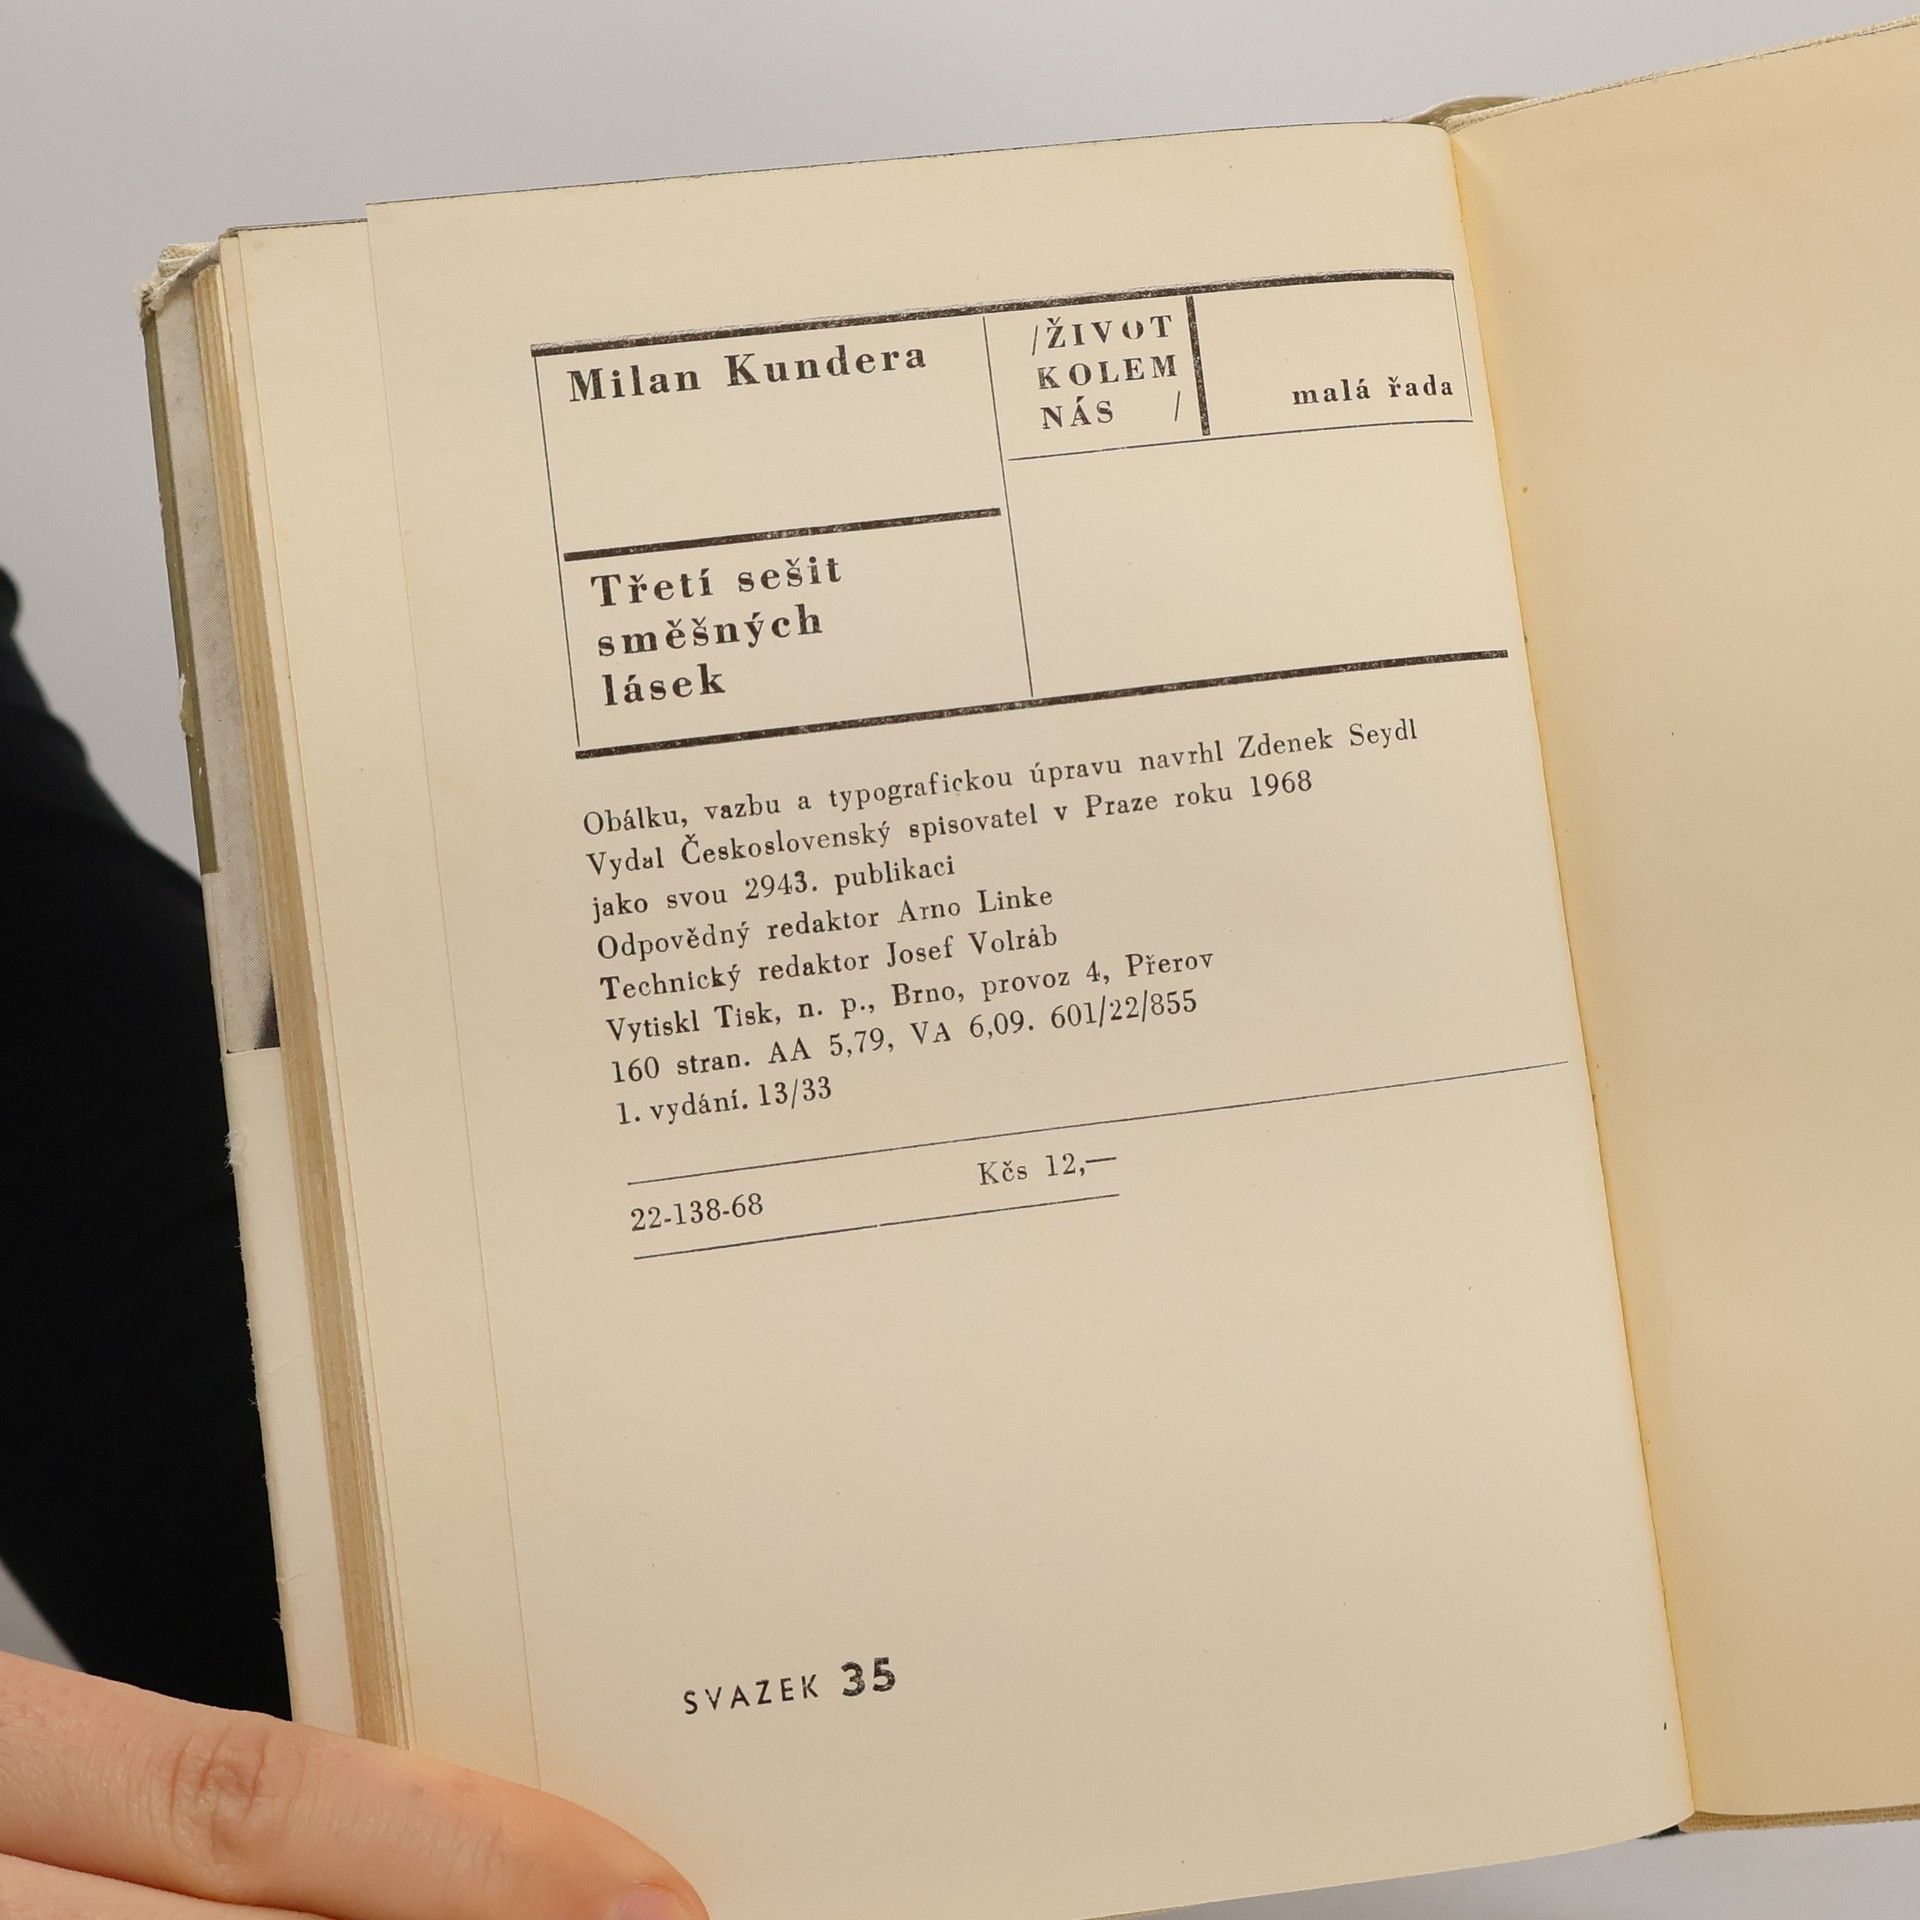 Milan Kundera
/ŽIVOT
KOLEM
NÁS /
malá řada
Třetí sešit
směšných
lásek
Obálku, vazbu a typografickou úpravu navrhl Zdenek Seydl
Vydal Československý spisovatel v Praze roku 1968
jako svou 2943. publikaci
Odpovědný redaktor Arno Linke
Technický redaktor Josef Volráb
Vytiskl Tisk, n. p., Brno, provoz 4, Přerov
160 stran. AA 5,79, VA 6,09. 601/22/855
1. vydání. 13/33
22-138-68 Kčs 12,—
SVAZEK 35